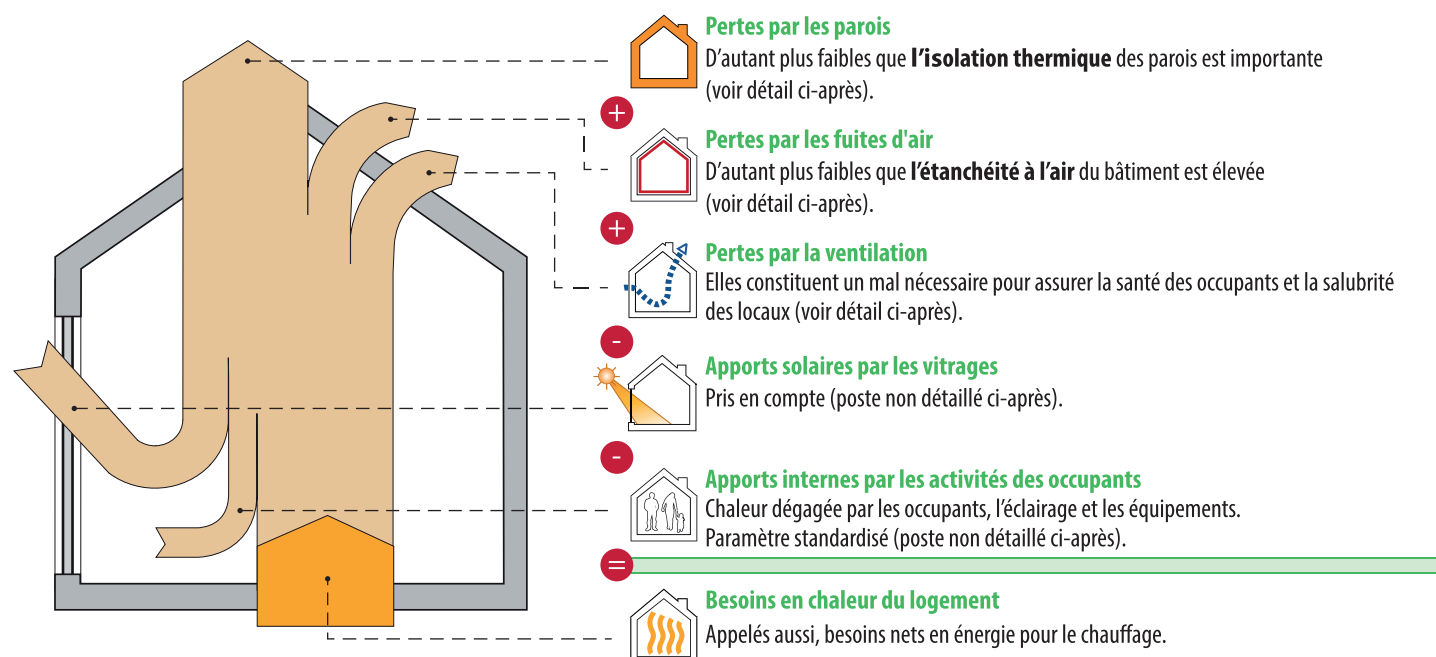 Pertes par les parois
D'autant plus faibles que l'isolation thermique des parois est importante
(voir détail ci-après).
+
Pertes par les fuites d'air
D'autant plus faibles que l'étanchéité à l'air du bâtiment est élevée
(voir détail ci-après).
+
Pertes par la ventilation
Elles constituent un mal nécessaire pour assurer la santé des occupants et la salubrité
des locaux (voir détail ci-après).
-
Apports solaires par les vitrages
Pris en compte (poste non détaillé ci-après).
-
Apports internes par les activités des occupants
Chaleur dégagée par les occupants, l'éclairage et les équipements.
Paramètre standardisé (poste non détaillé ci-après).
=
Besoins en chaleur du logement
Appelés aussi, besoins nets en énergie pour le chauffage.